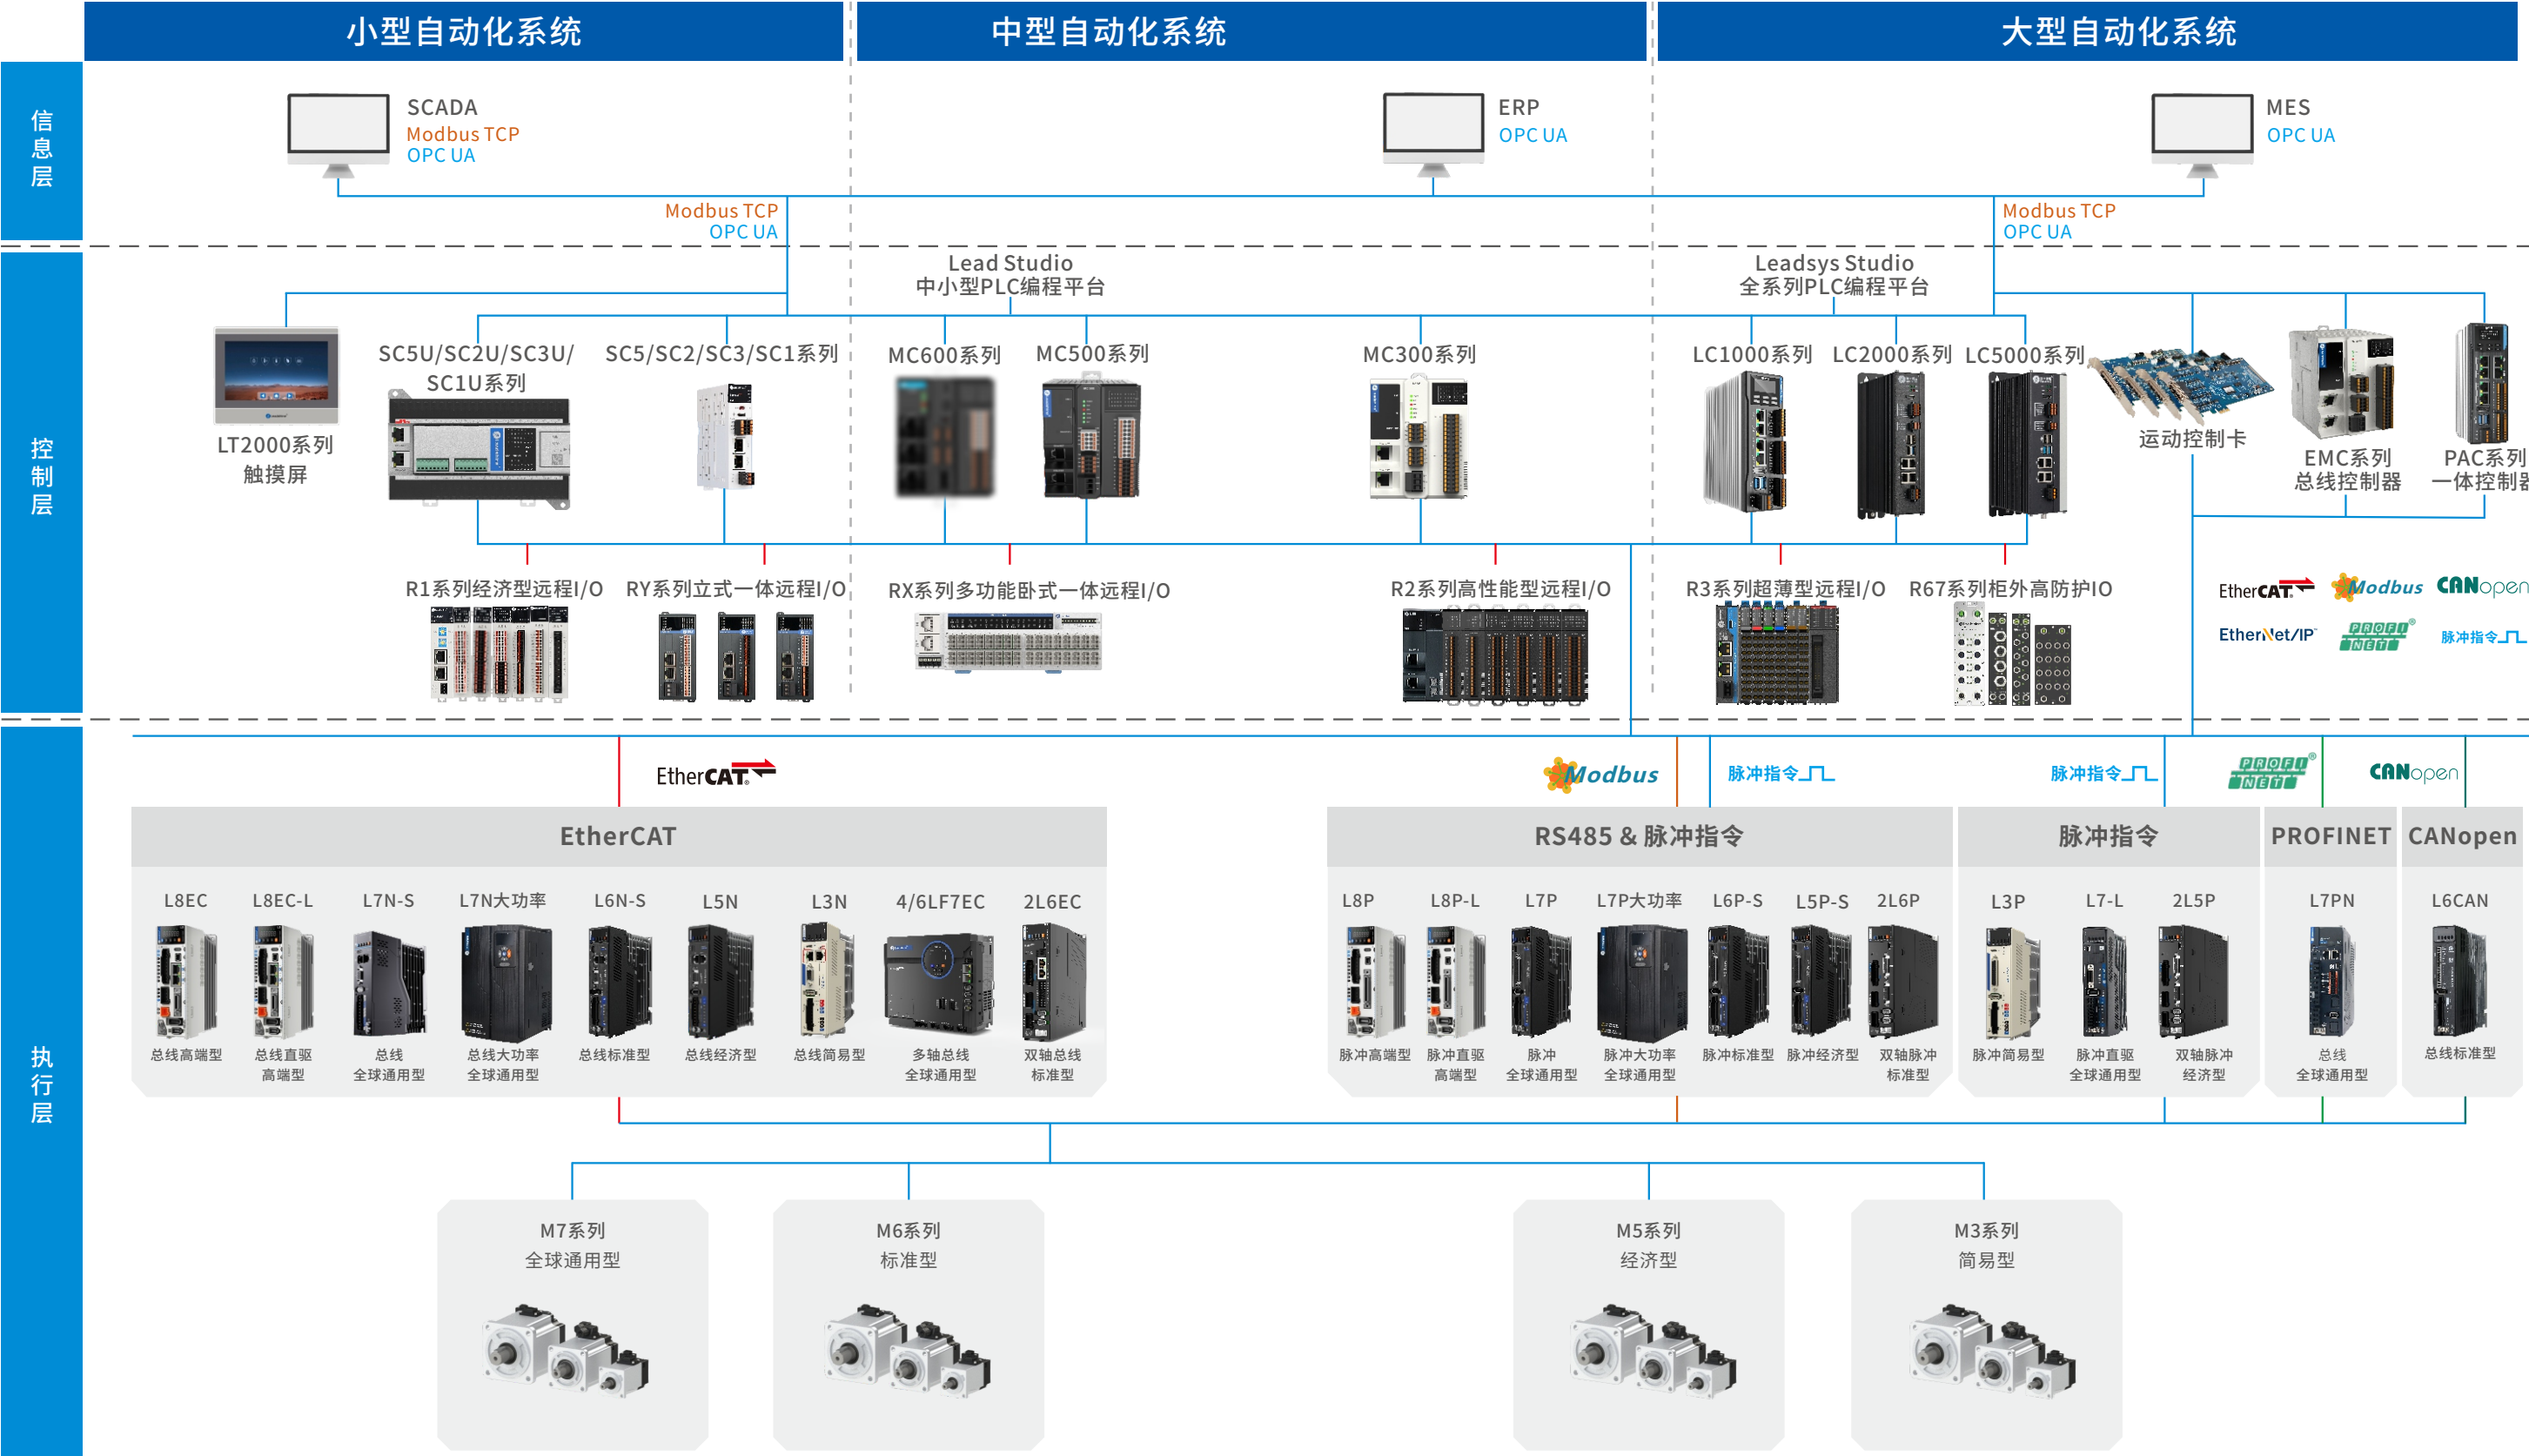 小型自动化系统
中型自动化系统
大型自动化系统
信息层
SCADA
Modbus TCP
OPC UA
ERP
OPC UA
MES
OPC UA
Modbus TCP
OPC UA
Modbus TCP
OPC UA
控制层
Lead Studio
中小型PLC编程平台
Leadsys Studio
全系列PLC编程平台
LT2000系列
触摸屏
SC5U/SC2U/SC3U/
SC1U系列
SC5/SC2/SC3/SC1系列
MC600系列
MC500系列
MC300系列
LC1000系列
LC2000系列
LC5000系列
运动控制卡
EMC系列
总线控制器
PAC系列
一体控制器
R1系列经济型远程I/O
RY系列立式一体远程I/O
RX系列多功能卧式一体远程I/O
R2系列高性能型远程I/O
R3系列超薄型远程I/O
R67系列柜外高防护IO
EtherCAT
Modbus
CANopen
EtherNet/IP
PROFI
NET
脉冲指令
执行层
EtherCAT
Modbus
脉冲指令
脉冲指令
PROFI
NET
CANopen
EtherCAT
RS485 & 脉冲指令
脉冲指令
PROFINET
CANopen
L8EC
总线高端型
L8EC-L
总线直驱
高端型
L7N-S
总线
全球通用型
L7N大功率
总线大功率
全球通用型
L6N-S
总线标准型
L5N
总线经济型
L3N
总线简易型
4/6LF7EC
多轴总线
全球通用型
2L6EC
双轴总线
标准型
L8P
脉冲高端型
L8P-L
脉冲直驱
高端型
L7P
脉冲
全球通用型
L7P大功率
脉冲大功率
全球通用型
L6P-S
脉冲标准型
L5P-S
脉冲经济型
2L6P
双轴脉冲
标准型
L3P
脉冲简易型
L7-L
脉冲直驱
全球通用型
2L5P
双轴脉冲
经济型
L7PN
总线
全球通用型
L6CAN
总线标准型
M7系列
全球通用型
M6系列
标准型
M5系列
经济型
M3系列
简易型